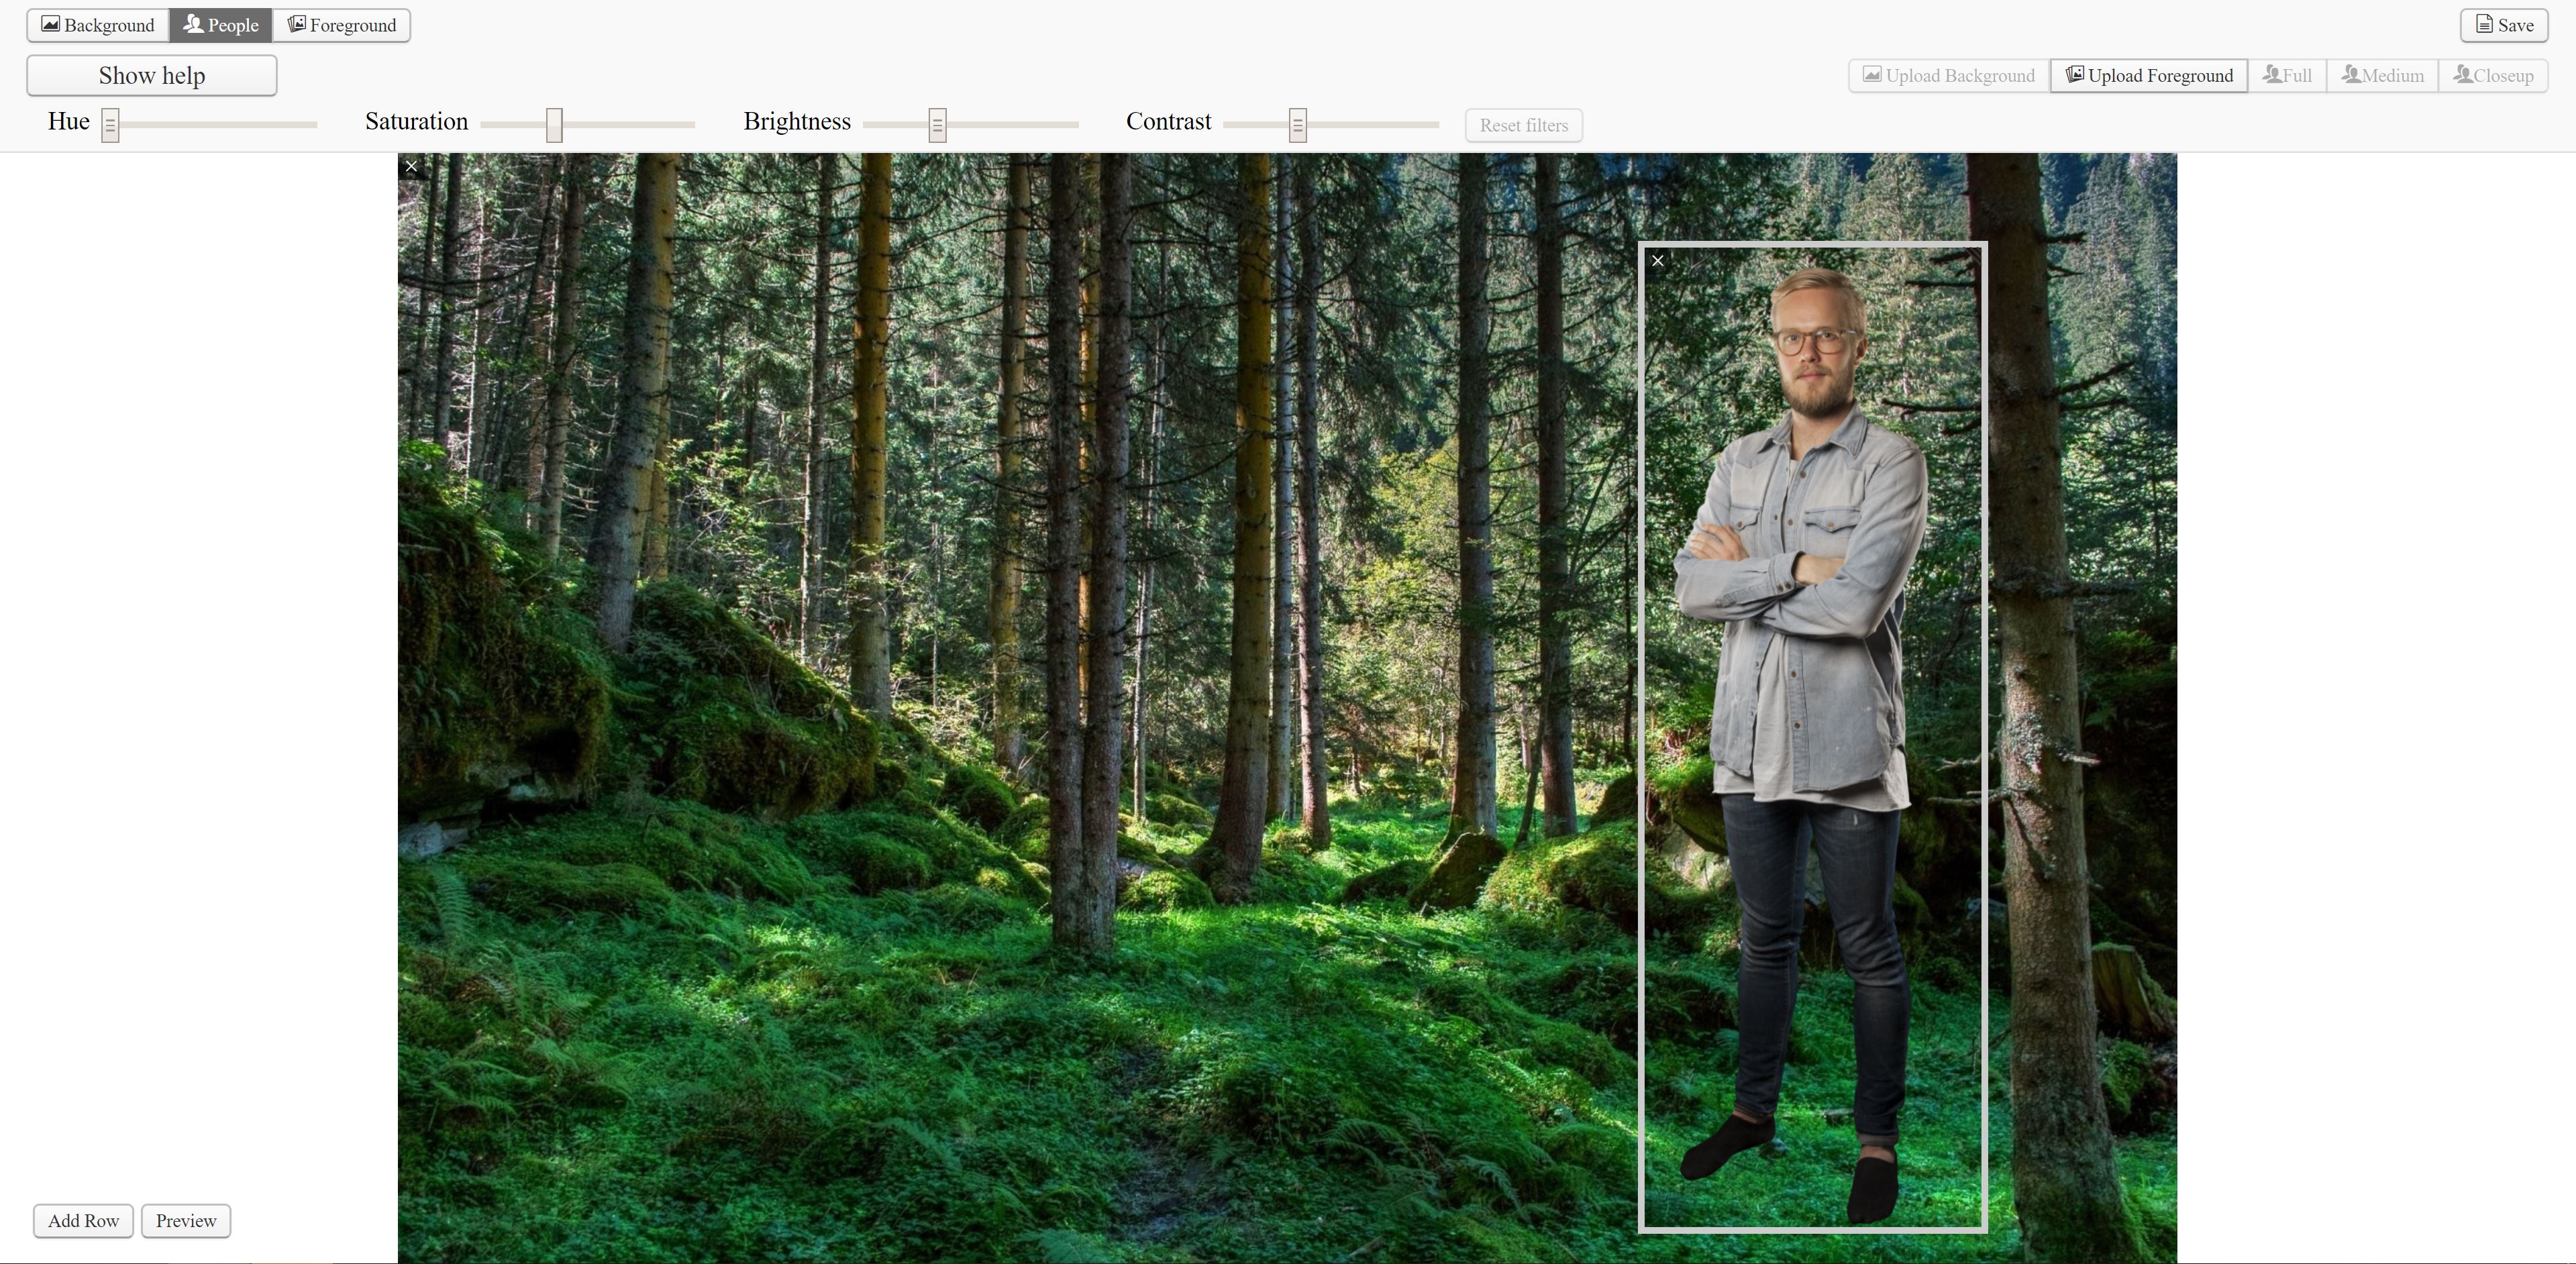 Background People Foreground Save
Show help Upload Background Upload Foreground Full Medium Closeup
Hue Saturation Brightness Contrast Reset filters
Add Row Preview